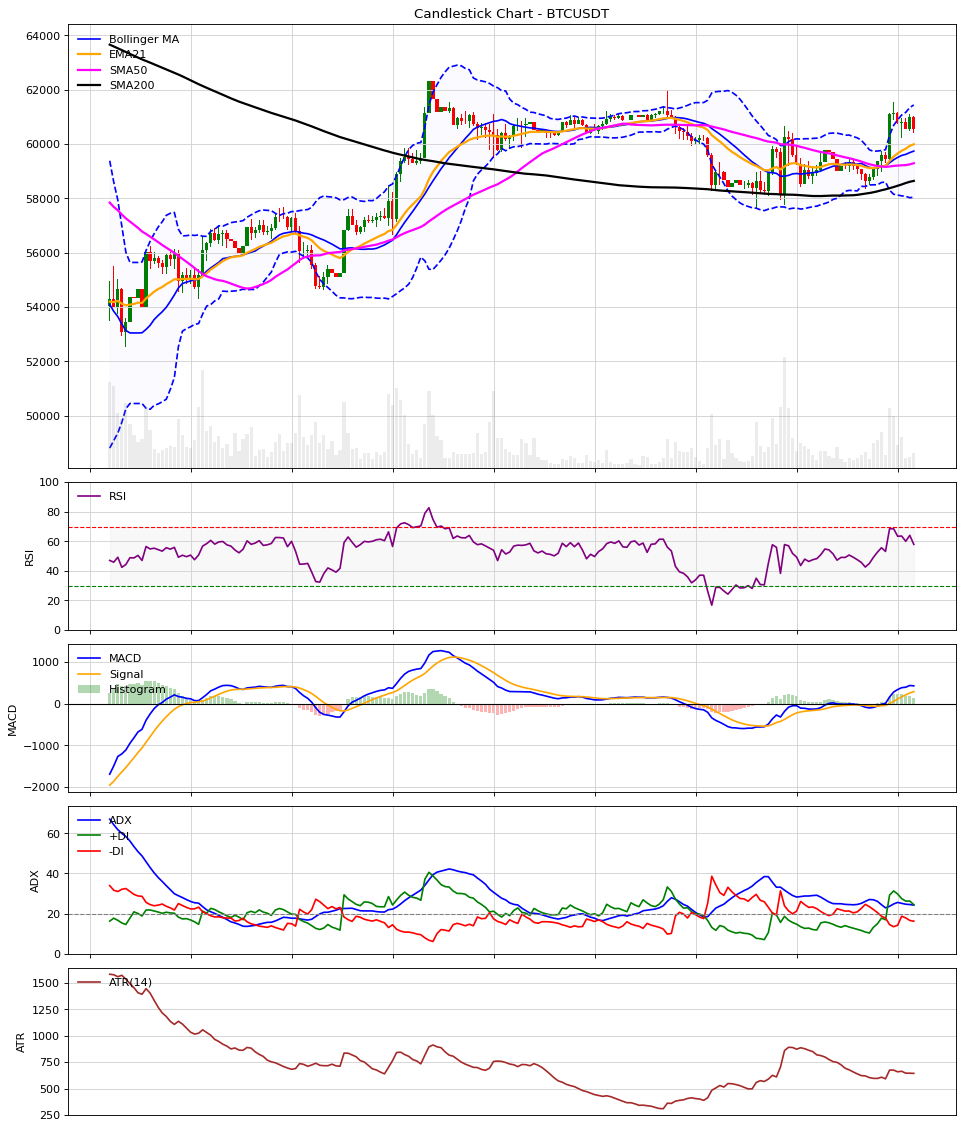 Candlestick Chart - BTCUSDT
64000
62000
60000
58000
56000
54000
52000
50000
Bollinger MA
EMA21
SMA50
SMA200
100
80
60
40
20
0
RSI
RSI
1000
0
−1000
−2000
MACD
MACD
Signal
Histogram
60
40
20
0
ADX
ADX
+DI
-DI
1500
1250
1000
750
500
250
ATR
ATR(14)